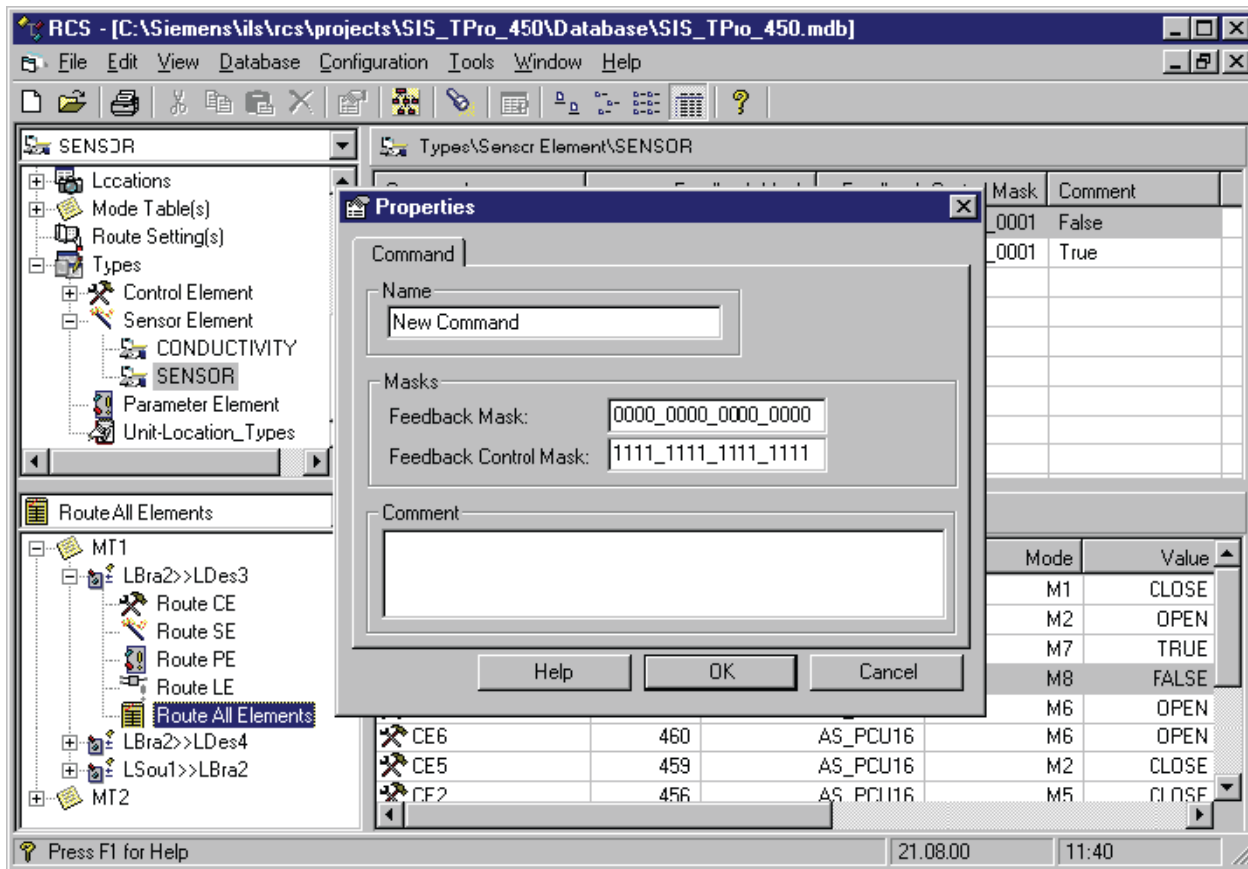 RCS - [C:\Siemens\ils\rcs\projects\SIS_TPro_450\Database\SIS_TPro_450.mdb]
File Edit View Database Configuration Tools Window Help
SENSOR
Types\Sensor Element\SENSOR
Locations
Mode Table(s)
Route Setting(s)
Types
Control Element
Sensor Element
CONDUCTIVITY
SENSOR
Parameter Element
Unit-Location_Types
Mask Comment
_0001 False
_0001 True
Properties
Command
Name
New Command
Masks
Feedback Mask: 0000_0000_0000_0000
Feedback Control Mask: 1111_1111_1111_1111
Comment
Help OK Cancel
Route All Elements
MT1
LBra2>>LDes3
Route CE
Route SE
Route PE
Route LE
Route All Elements
LBra2>>LDes4
LSou1>>LBra2
MT2
Mode Value
M1 CLOSE
M2 OPEN
M7 TRUE
M8 FALSE
M6 OPEN
CE6 460 AS_PCU16 M6 OPEN
CE5 459 AS_PCU16 M2 CLOSE
CE2 456 AS_PCU16 M5 CLOSE
Press F1 for Help 21.08.00 11:40